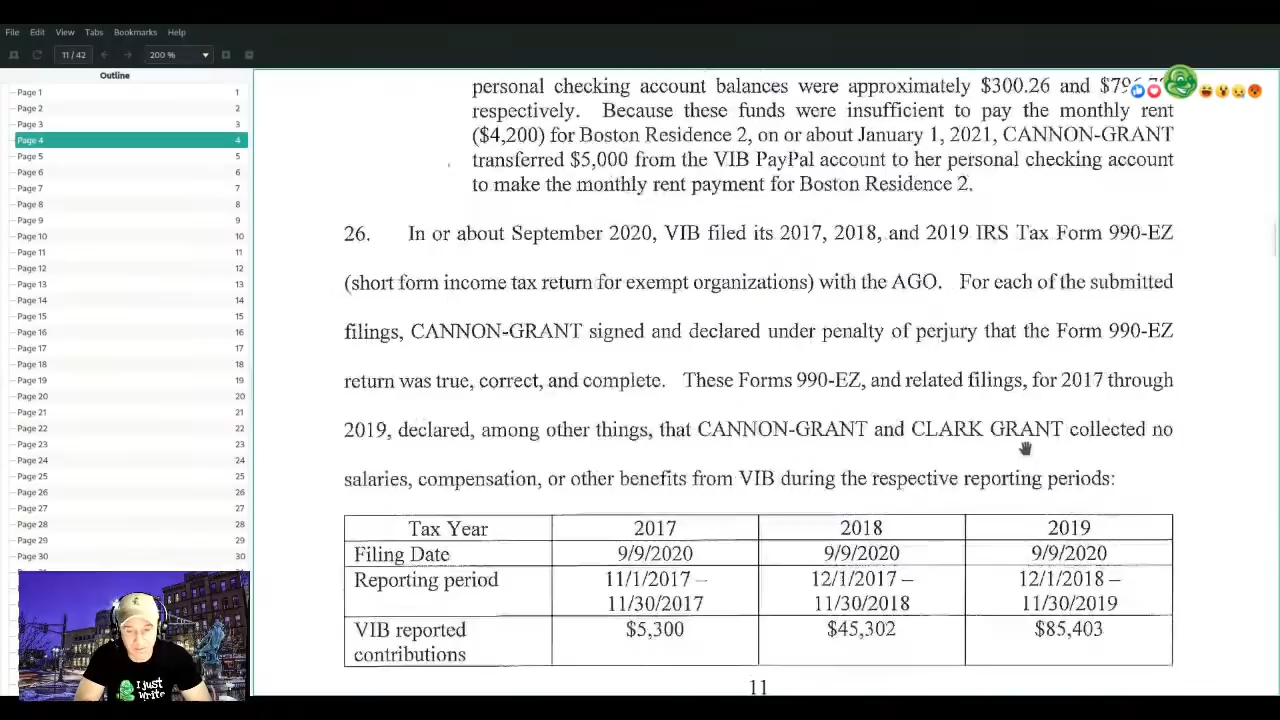 File Edit View Tabs Bookmarks Help
11 / 42 200 %
Outline
Page 1 1
Page 2 2
Page 3 3
Page 4 4
Page 5 5
Page 6 6
Page 7 7
Page 8 8
Page 9 9
Page 10 10
Page 11 11
Page 12 12
Page 13 13
Page 14 14
Page 15 15
Page 16 16
Page 17 17
Page 18 18
Page 19 19
Page 20 20
Page 21 21
Page 22 22
Page 23 23
Page 24 24
Page 25 25
Page 26 26
Page 27 27
Page 28 28
Page 29 29
Page 30 30
I just
Write
personal checking account balances were approximately $300.26 and
respectively. Because these funds were insufficient to pay the monthly rent
($4,200) for Boston Residence 2, on or about January 1, 2021, CANNON-GRANT
transferred $5,000 from the VIB PayPal account to her personal checking account
to make the monthly rent payment for Boston Residence 2.
26. In or about September 2020, VIB filed its 2017, 2018, and 2019 IRS Tax Form 990-EZ
(short form income tax return for exempt organizations) with the AGO. For each of the submitted
filings, CANNON-GRANT signed and declared under penalty of perjury that the Form 990-EZ
return was true, correct, and complete. These Forms 990-EZ, and related filings, for 2017 through
2019, declared, among other things, that CANNON-GRANT and CLARK GRANT collected no
salaries, compensation, or other benefits from VIB during the respective reporting periods:
Tax Year 2017 2018 2019
Filing Date 9/9/2020 9/9/2020 9/9/2020
Reporting period 11/1/2017 – 12/1/2017 – 12/1/2018 –
11/30/2017 11/30/2018 11/30/2019
VIB reported $5,300 $45,302 $85,403
contributions
11